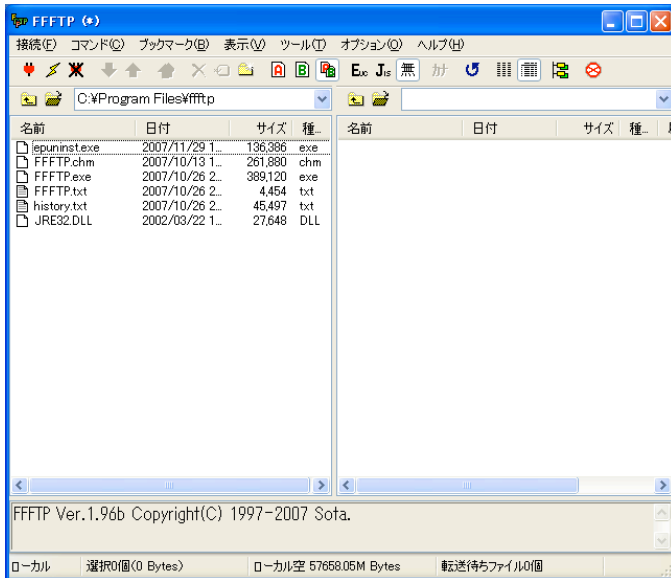 FFFTP (*)
接続(F) コマンド(C) ブックマーク(B) 表示(V) ツール(T) オプション(O) ヘルプ(H)
A B Euc JIS 無 カナ
C:¥Program Files¥ffftp
名前 日付 サイズ 種... 名前 日付 サイズ 種...
epuninst.exe 2007/11/29 1... 136,386 exe
FFFTP.chm 2007/10/13 1... 261,880 chm
FFFTP.exe 2007/10/26 2... 389,120 exe
FFFTP.txt 2007/10/26 2... 4,454 txt
history.txt 2007/10/26 2... 45,497 txt
JRE32.DLL 2002/03/22 1... 27,648 DLL
FFFTP Ver.1.96b Copyright(C) 1997-2007 Sota.
ローカル 選択0個(0 Bytes) ローカル空 57658.05M Bytes 転送待ちファイル0個